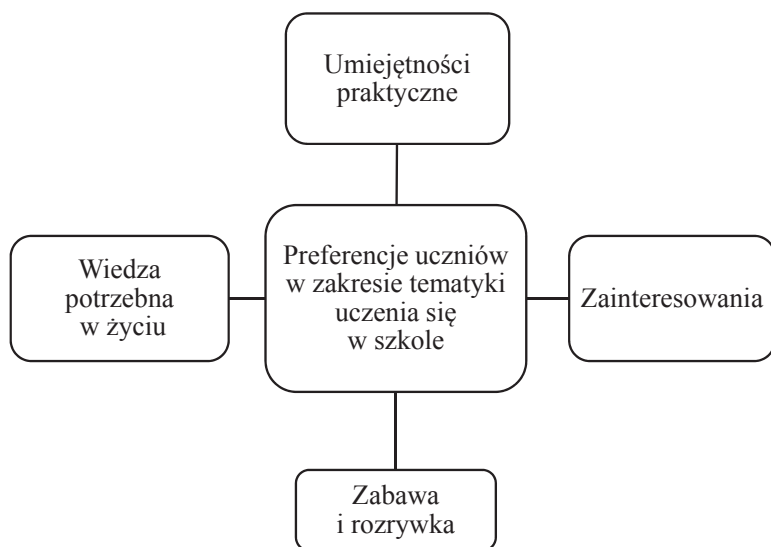 Umiejętności
praktyczne
Wiedza
potrzebna
w życiu
Preferencje uczniów
w zakresie tematyki
uczenia się
w szkole
Zainteresowania
Zabawa
i rozrywka